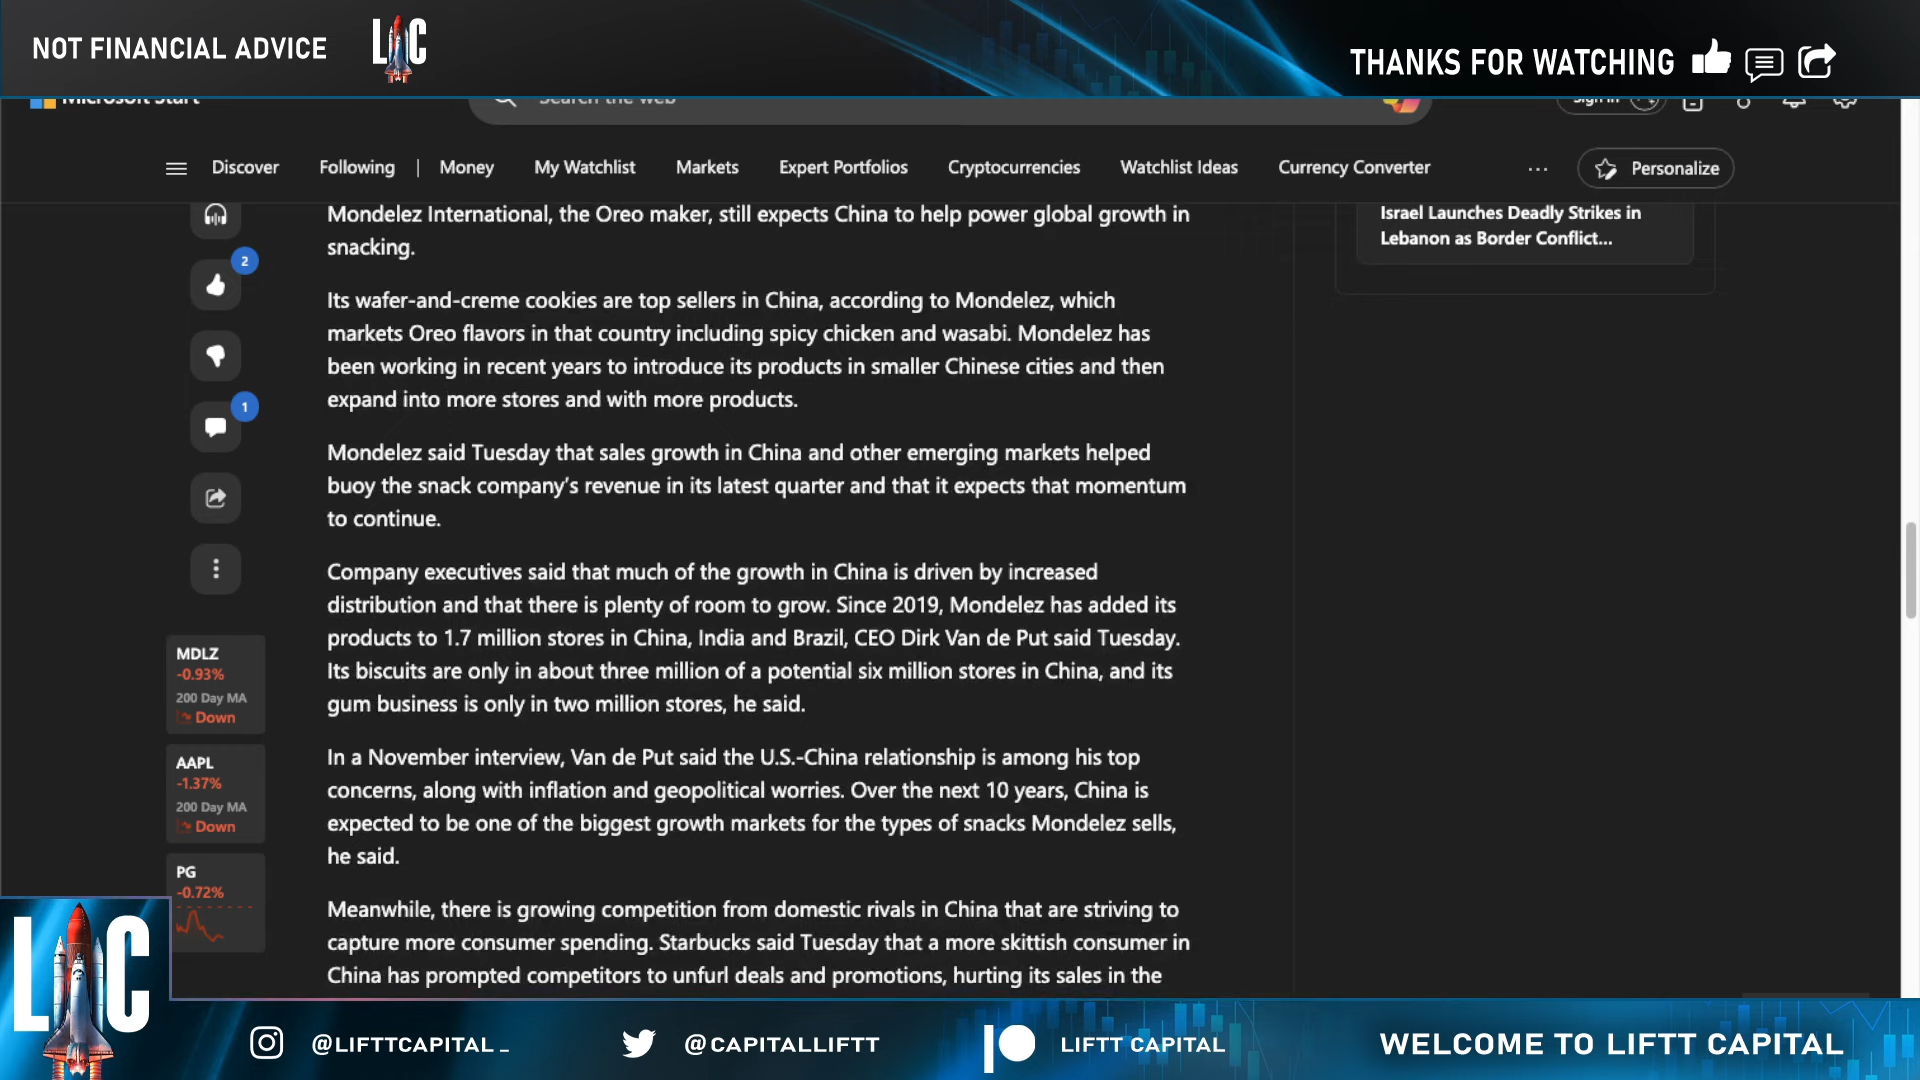 NOT FINANCIAL ADVICE
LC
THANKS FOR WATCHING
Microsoft Start
Search the web
Sign in
Discover
Following
Money
My Watchlist
Markets
Expert Portfolios
Cryptocurrencies
Watchlist Ideas
Currency Converter
...
Personalize
Mondelez International, the Oreo maker, still expects China to help power global growth in
snacking.
Its wafer-and-creme cookies are top sellers in China, according to Mondelez, which
markets Oreo flavors in that country including spicy chicken and wasabi. Mondelez has
been working in recent years to introduce its products in smaller Chinese cities and then
expand into more stores and with more products.
Mondelez said Tuesday that sales growth in China and other emerging markets helped
buoy the snack company's revenue in its latest quarter and that it expects that momentum
to continue.
Company executives said that much of the growth in China is driven by increased
distribution and that there is plenty of room to grow. Since 2019, Mondelez has added its
products to 1.7 million stores in China, India and Brazil, CEO Dirk Van de Put said Tuesday.
Its biscuits are only in about three million of a potential six million stores in China, and its
gum business is only in two million stores, he said.
In a November interview, Van de Put said the U.S.-China relationship is among his top
concerns, along with inflation and geopolitical worries. Over the next 10 years, China is
expected to be one of the biggest growth markets for the types of snacks Mondelez sells,
he said.
Meanwhile, there is growing competition from domestic rivals in China that are striving to
capture more consumer spending. Starbucks said Tuesday that a more skittish consumer in
China has prompted competitors to unfurl deals and promotions, hurting its sales in the
2
1
MDLZ
-0.93%
200 Day MA
Down
AAPL
-1.37%
200 Day MA
Down
PG
-0.72%
Israel Launches Deadly Strikes in
Lebanon as Border Conflict...
LC
@LIFTTCAPITAL_
@CAPITALLIFTT
LIFTT CAPITAL
WELCOME TO LIFTT CAPITAL